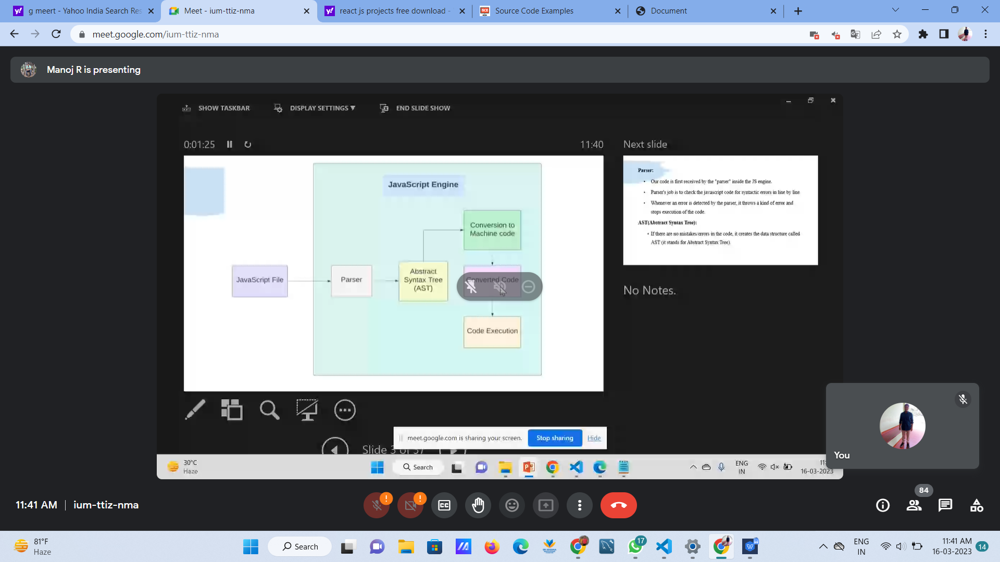 g meert - Yahoo India Search Res
Meet - ium-ttiz-nma
react js projects free download -
Source Code Examples
Document
meet.google.com/ium-ttiz-nma
Manoj R is presenting
SHOW TASKBAR
DISPLAY SETTINGS ▼
END SLIDE SHOW
0:01:25
11:40
Next slide
JavaScript Engine
Conversion to
Machine code
JavaScript File
Parser
Abstract
Syntax Tree
(AST)
Converted Code
Code Execution
Parser:
• Our code is first received by the "parser" inside the JS engine.
• Parser's job is to check the javascript code for syntactic errors in line by line
• Whenever an error is detected by the parser, it throws a kind of error and
stops execution of the code.
AST(Abstract Syntax Tree):
• If there are no mistakes/errors in the code, it creates the data structure called
AST (it stands for Abstract Syntax Tree).
No Notes.
meet.google.com is sharing your screen.
Stop sharing
Hide
Slide 3 of 37
You
30°C
Haze
Search
ENG
IN
11:
16-03-2023
11:41 AM
ium-ttiz-nma
84
81°F
Haze
Search
17
ENG
IN
11:41 AM
16-03-2023
14